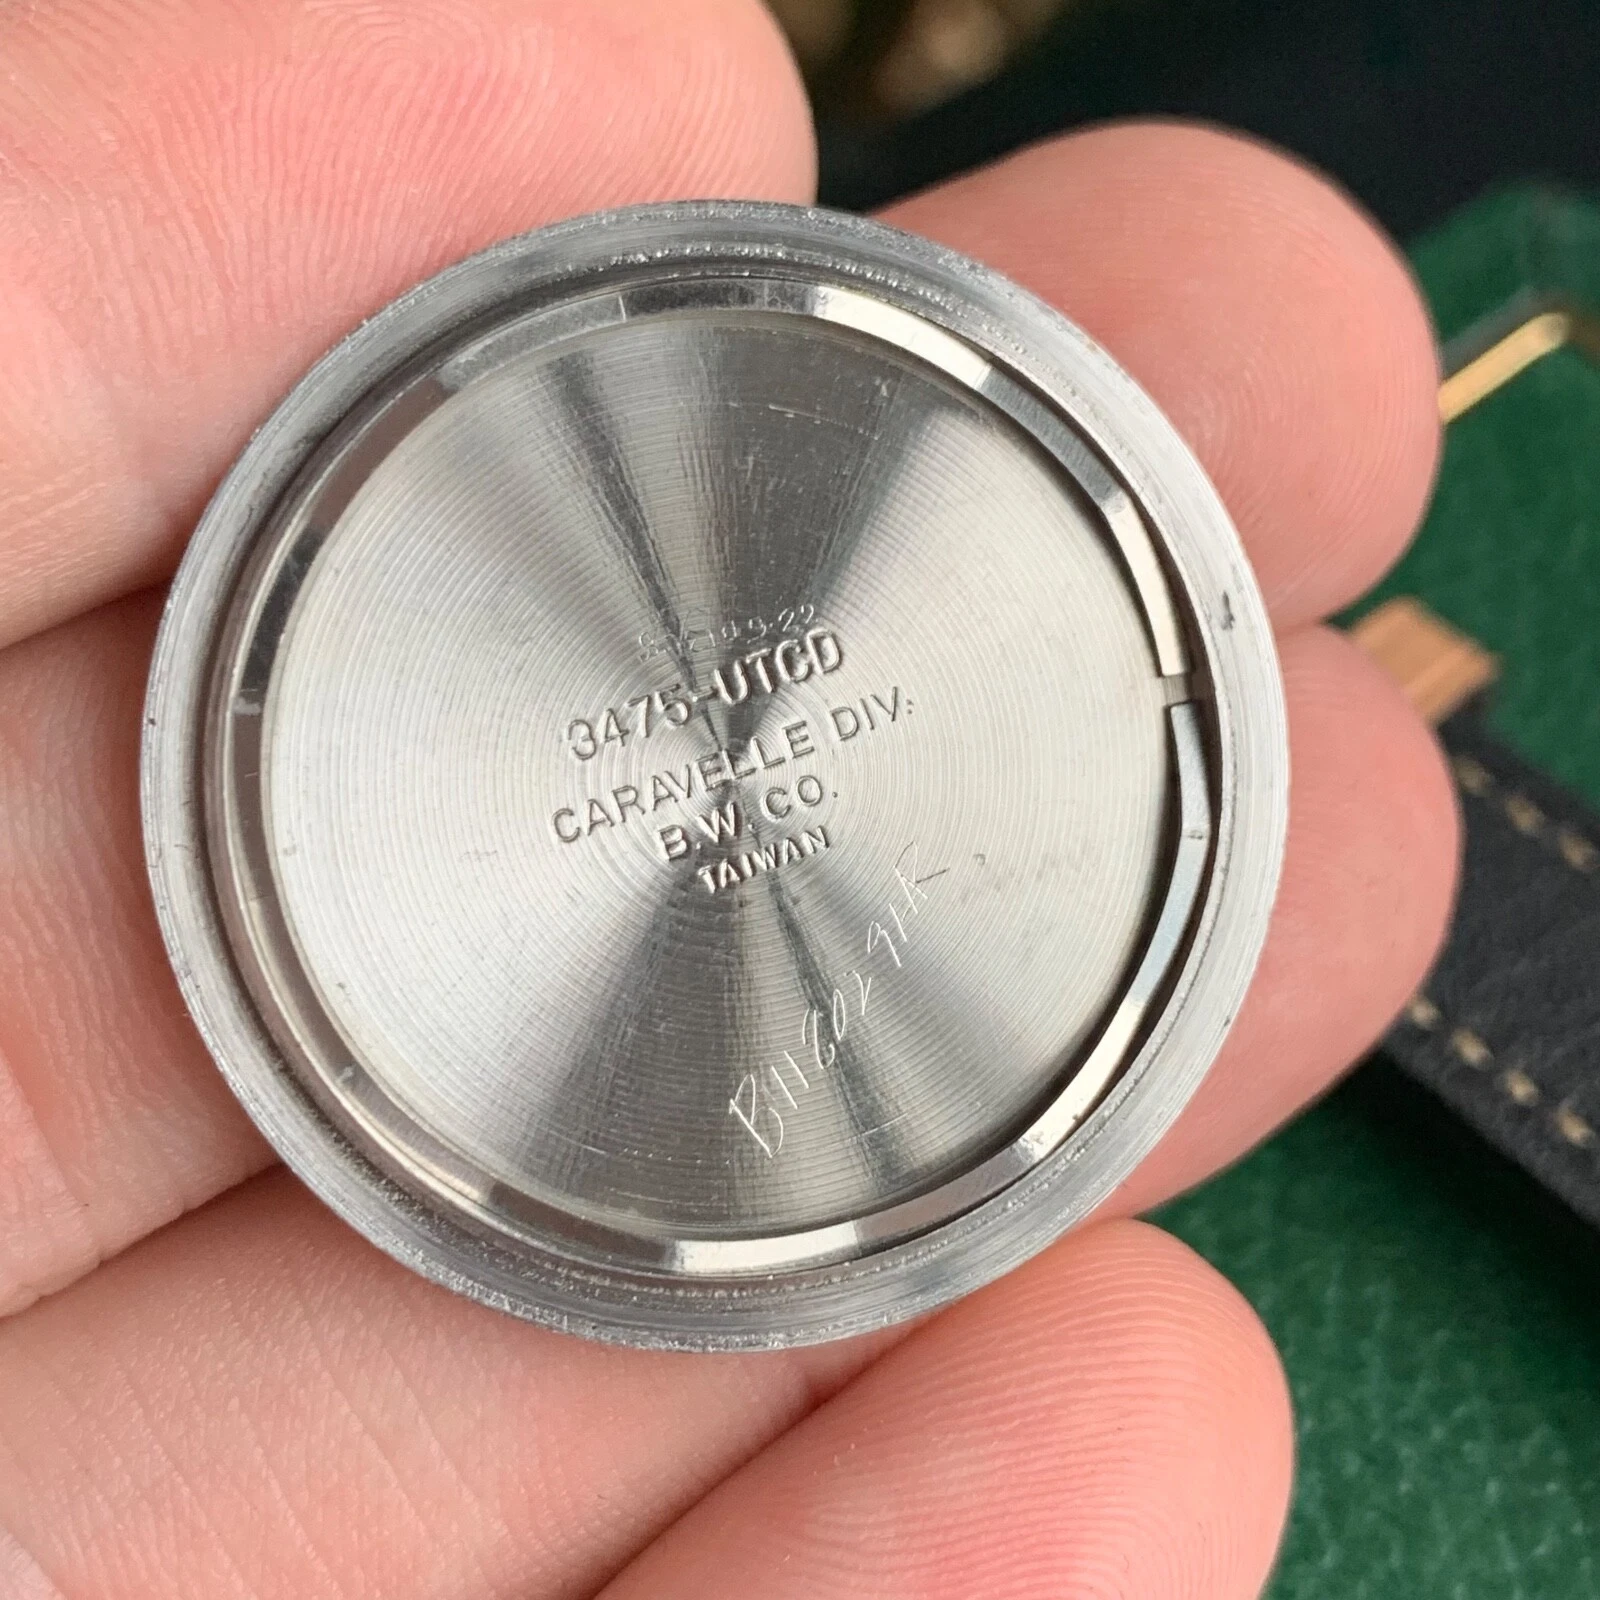 3475-UTCD
CARAVELLE DIV.
B.W.CO.
TAIWAN